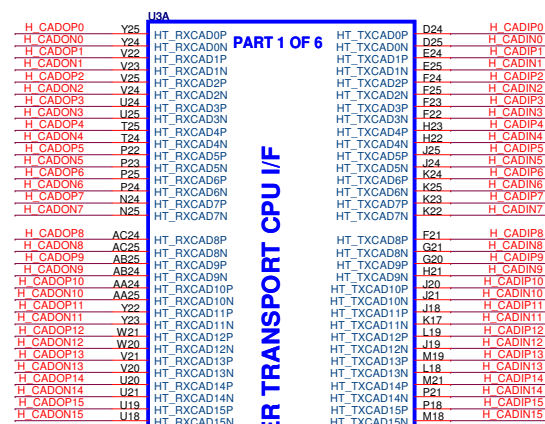 U3A
PART 1 OF 6
H_CADOP0 Y25 HT_RXCAD0P HT_TXCAD0P D24 H_CADIP0
H_CADON0 Y24 HT_RXCAD0N HT_TXCAD0N D25 H_CADIN0
H_CADOP1 V22 HT_RXCAD1P HT_TXCAD1P E24 H_CADIP1
H_CADON1 V23 HT_RXCAD1N HT_TXCAD1N E25 H_CADIN1
H_CADOP2 V25 HT_RXCAD2P HT_TXCAD2P F24 H_CADIP2
H_CADON2 V24 HT_RXCAD2N HT_TXCAD2N F25 H_CADIN2
H_CADOP3 U24 HT_RXCAD3P HT_TXCAD3P F23 H_CADIP3
H_CADON3 U25 HT_RXCAD3N HT_TXCAD3N F22 H_CADIN3
H_CADOP4 T25 HT_RXCAD4P HT_TXCAD4P H23 H_CADIP4
H_CADON4 T24 HT_RXCAD4N HT_TXCAD4N H22 H_CADIN4
H_CADOP5 P22 HT_RXCAD5P HT_TXCAD5P J25 H_CADIP5
H_CADON5 P23 HT_RXCAD5N HT_TXCAD5N J24 H_CADIN5
H_CADOP6 P25 HT_RXCAD6P HT_TXCAD6P K24 H_CADIP6
H_CADON6 P24 HT_RXCAD6N HT_TXCAD6N K25 H_CADIN6
H_CADOP7 N24 HT_RXCAD7P HT_TXCAD7P K23 H_CADIP7
H_CADON7 N25 HT_RXCAD7N HT_TXCAD7N K22 H_CADIN7
H_CADOP8 AC24 HT_RXCAD8P HT_TXCAD8P F21 H_CADIP8
H_CADON8 AC25 HT_RXCAD8N HT_TXCAD8N G21 H_CADIN8
H_CADOP9 AB25 HT_RXCAD9P HT_TXCAD9P G20 H_CADIP9
H_CADON9 AB24 HT_RXCAD9N HT_TXCAD9N H21 H_CADIN9
H_CADOP10 AA24 HT_RXCAD10P HT_TXCAD10P J20 H_CADIP10
H_CADON10 AA25 HT_RXCAD10N HT_TXCAD10N J21 H_CADIN10
H_CADOP11 Y22 HT_RXCAD11P HT_TXCAD11P J18 H_CADIP11
H_CADON11 Y23 HT_RXCAD11N HT_TXCAD11N K17 H_CADIN11
H_CADOP12 W21 HT_RXCAD12P HT_TXCAD12P L19 H_CADIP12
H_CADON12 W20 HT_RXCAD12N HT_TXCAD12N J19 H_CADIN12
H_CADOP13 V21 HT_RXCAD13P HT_TXCAD13P M19 H_CADIP13
H_CADON13 V20 HT_RXCAD13N HT_TXCAD13N L18 H_CADIN13
H_CADOP14 U20 HT_RXCAD14P HT_TXCAD14P M21 H_CADIP14
H_CADON14 U21 HT_RXCAD14N HT_TXCAD14N P21 H_CADIN14
H_CADOP15 U19 HT_RXCAD15P HT_TXCAD15P P18 H_CADIP15
H_CADON15 U18 HT_RXCAD15N HT_TXCAD15N M18 H_CADIN15
ER TRANSPORT CPU I/F